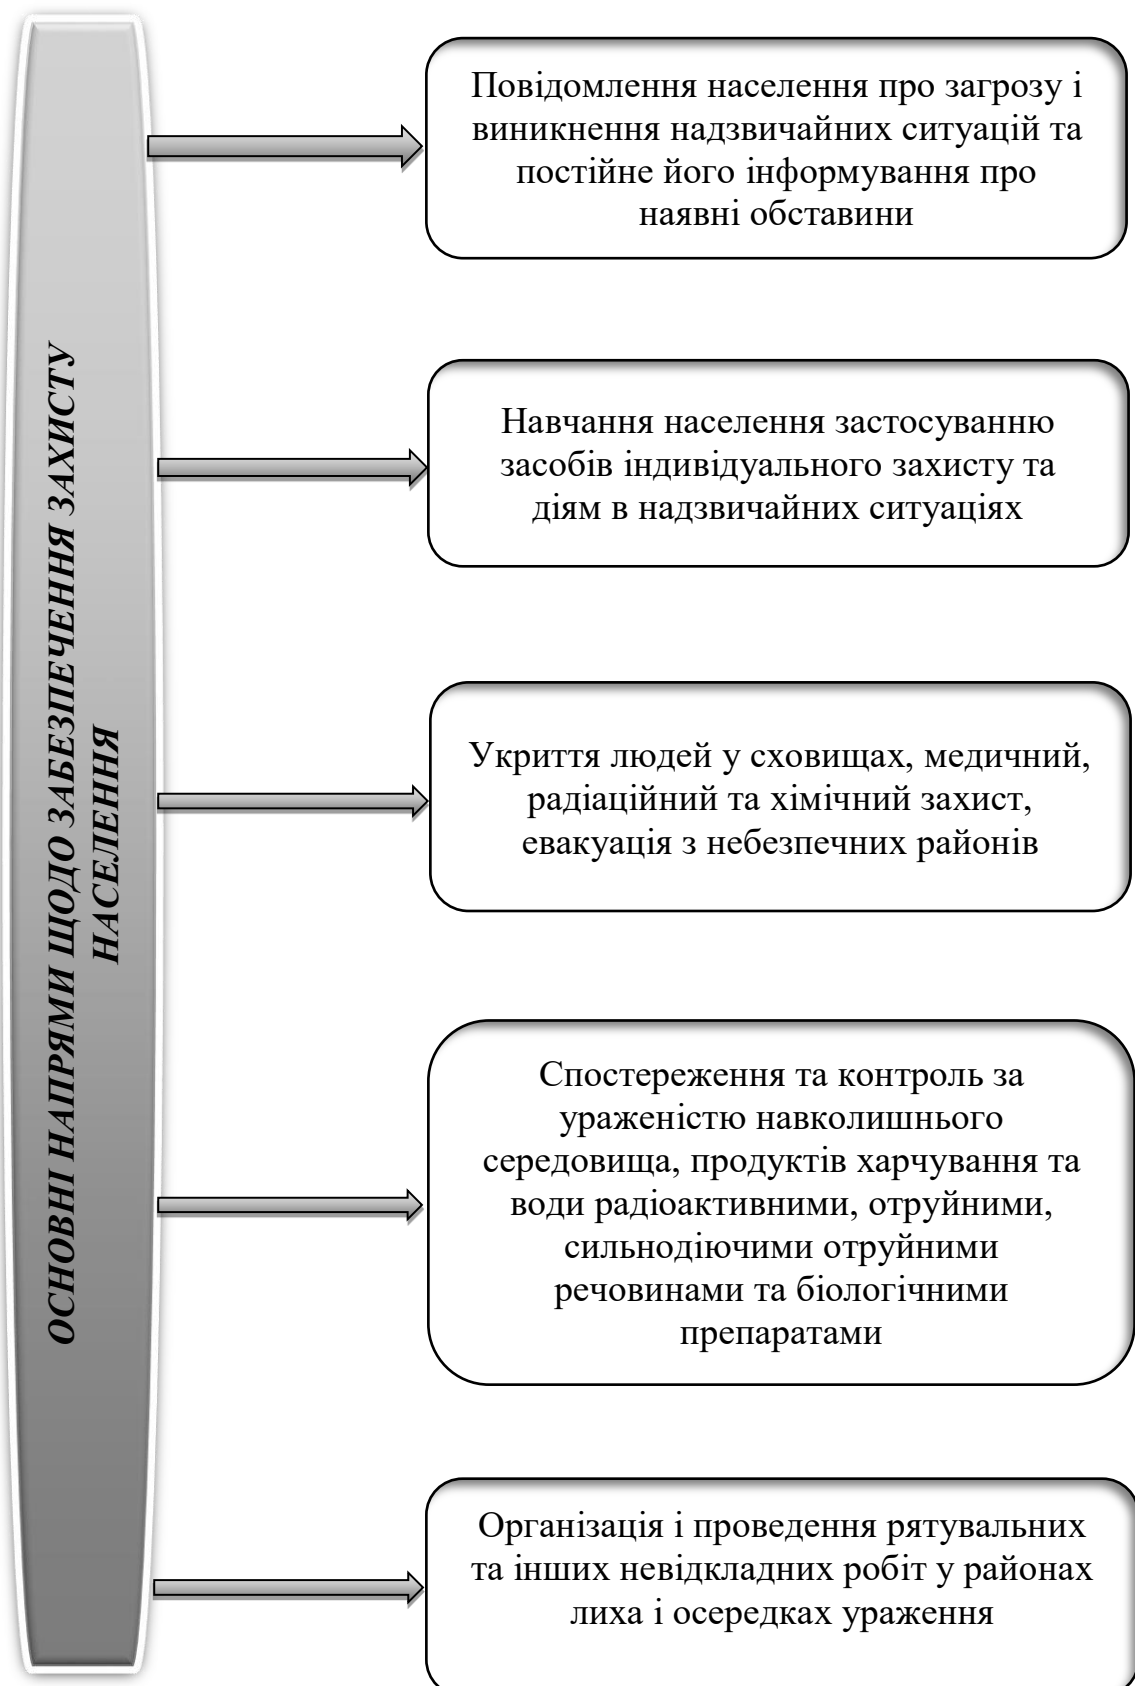 ОСНОВНІ НАПРЯМИ ЩОДО ЗАБЕЗПЕЧЕННЯ ЗАХИСТУ
НАСЕЛЕННЯ
Повідомлення населення про загрозу і
виникнення надзвичайних ситуацій та
постійне його інформування про
наявні обставини
Навчання населення застосуванню
засобів індивідуального захисту та
діям в надзвичайних ситуаціях
Укриття людей у сховищах, медичний,
радіаційний та хімічний захист,
евакуація з небезпечних районів
Спостереження та контроль за
ураженістю навколишнього
середовища, продуктів харчування та
води радіоактивними, отруйними,
сильнодіючими отруйними
речовинами та біологічними
препаратами
Організація і проведення рятувальних
та інших невідкладних робіт у районах
лиха і осередках ураження